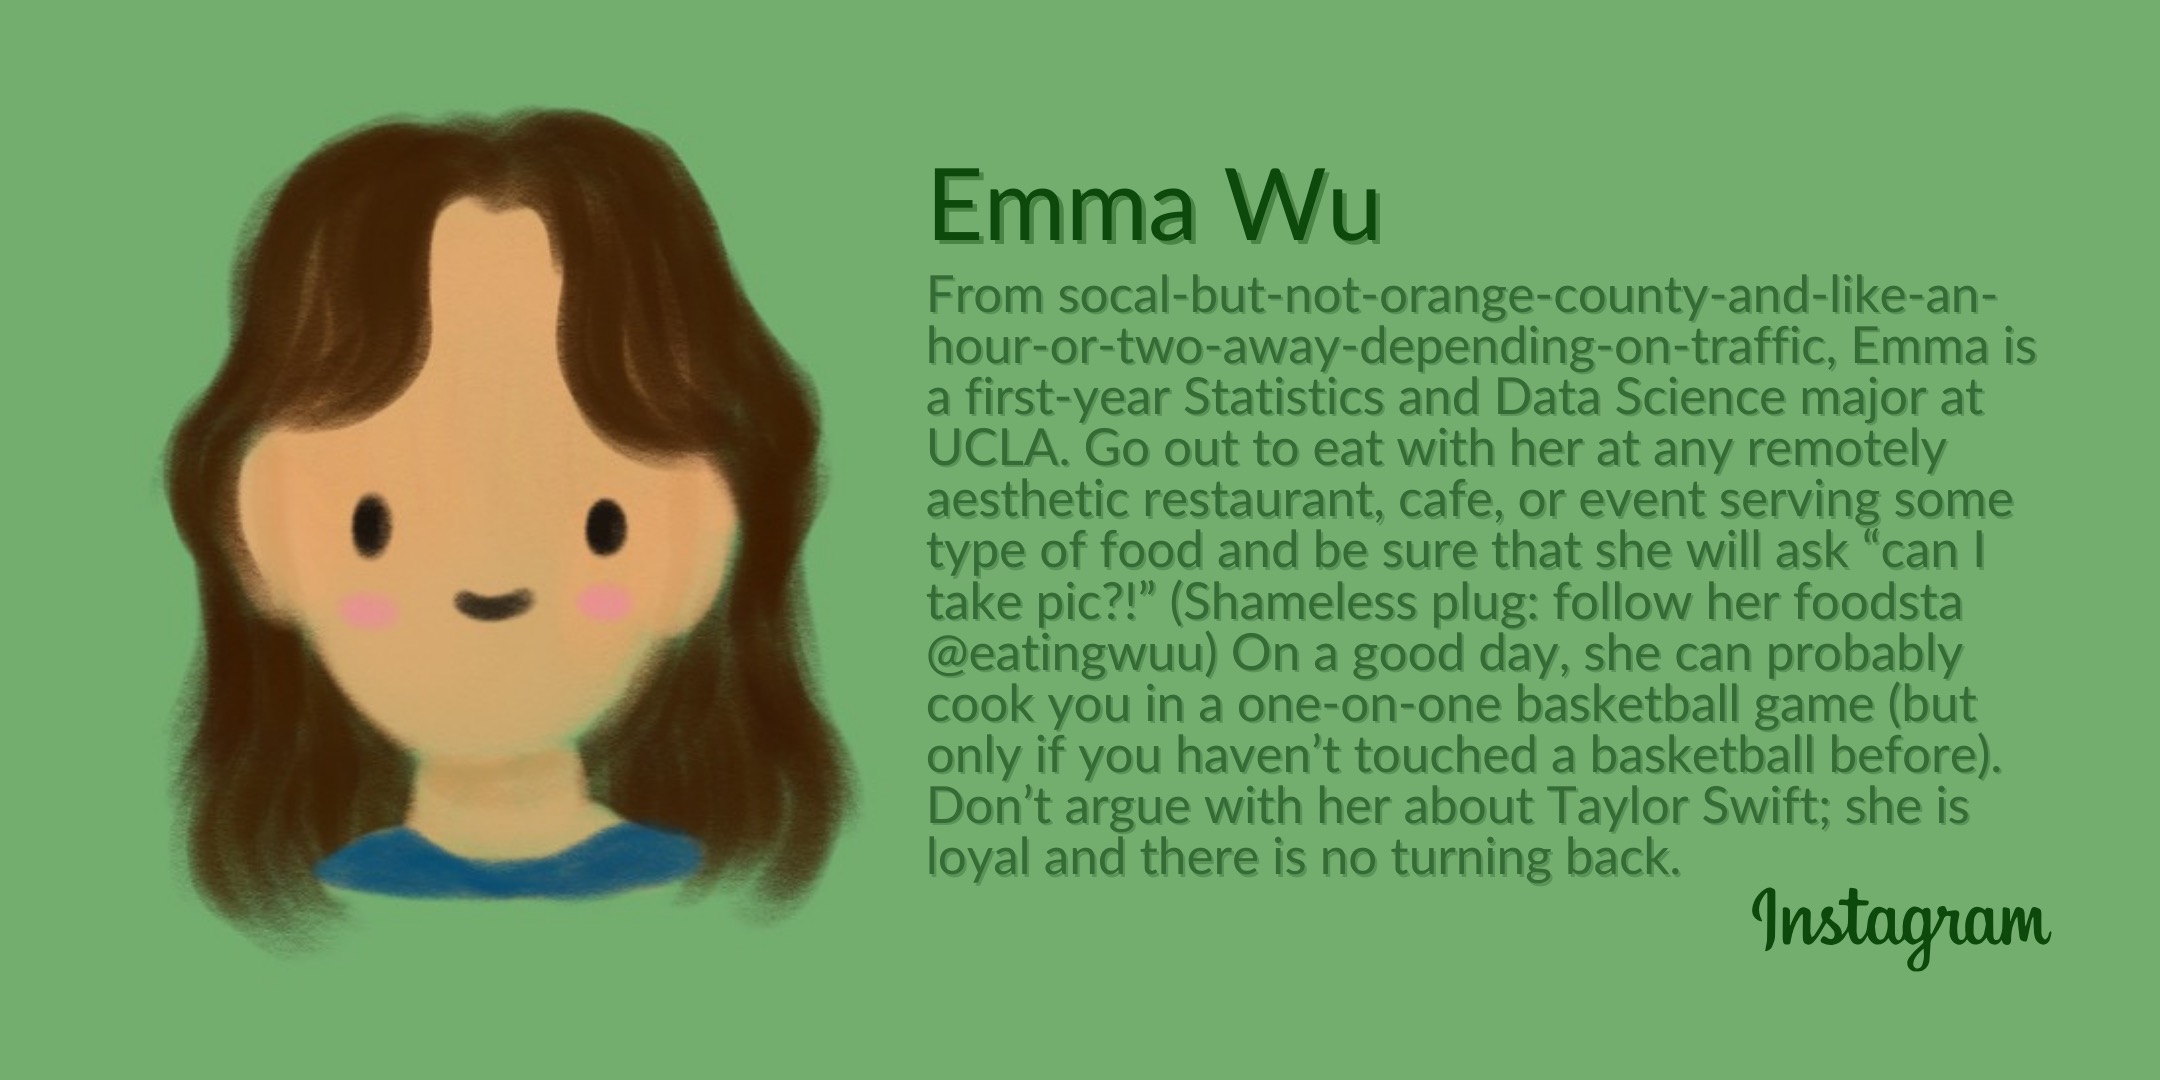 Emma Wu
From socal-but-not-orange-county-and-like-an-
hour-or-two-away-depending-on-traffic, Emma is
a first-year Statistics and Data Science major at
UCLA. Go out to eat with her at any remotely
aesthetic restaurant, cafe, or event serving some
type of food and be sure that she will ask “can I
take pic?!” (Shameless plug: follow her foodsta
@eatingwuu) On a good day, she can probably
cook you in a one-on-one basketball game (but
only if you haven’t touched a basketball before).
Don’t argue with her about Taylor Swift; she is
loyal and there is no turning back.
Instagram